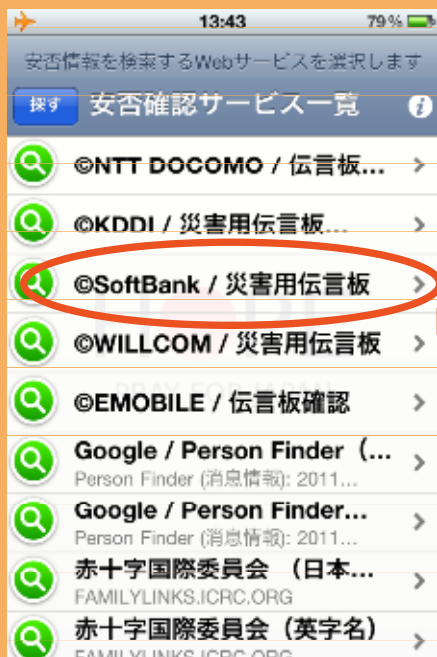 13:43
79%
安否情報を検索するWebサービスを選択します
探す
安否確認サービス一覧
©NTT DOCOMO / 伝言板...
©KDDI / 災害用伝言板...
©SoftBank / 災害用伝言板
©WILLCOM / 災害用伝言板
PRAY FOR JAPAN
©EMOBILE / 伝言板確認
Google / Person Finder（...
Person Finder (消息情報): 2011...
Google / Person Finder...
Person Finder (消息情報): 2011...
赤十字国際委員会 （日本...
FAMILYLINKS.ICRC.ORG
赤十字国際委員会（英字名）
FAMILYLINKS.ICRC.ORG